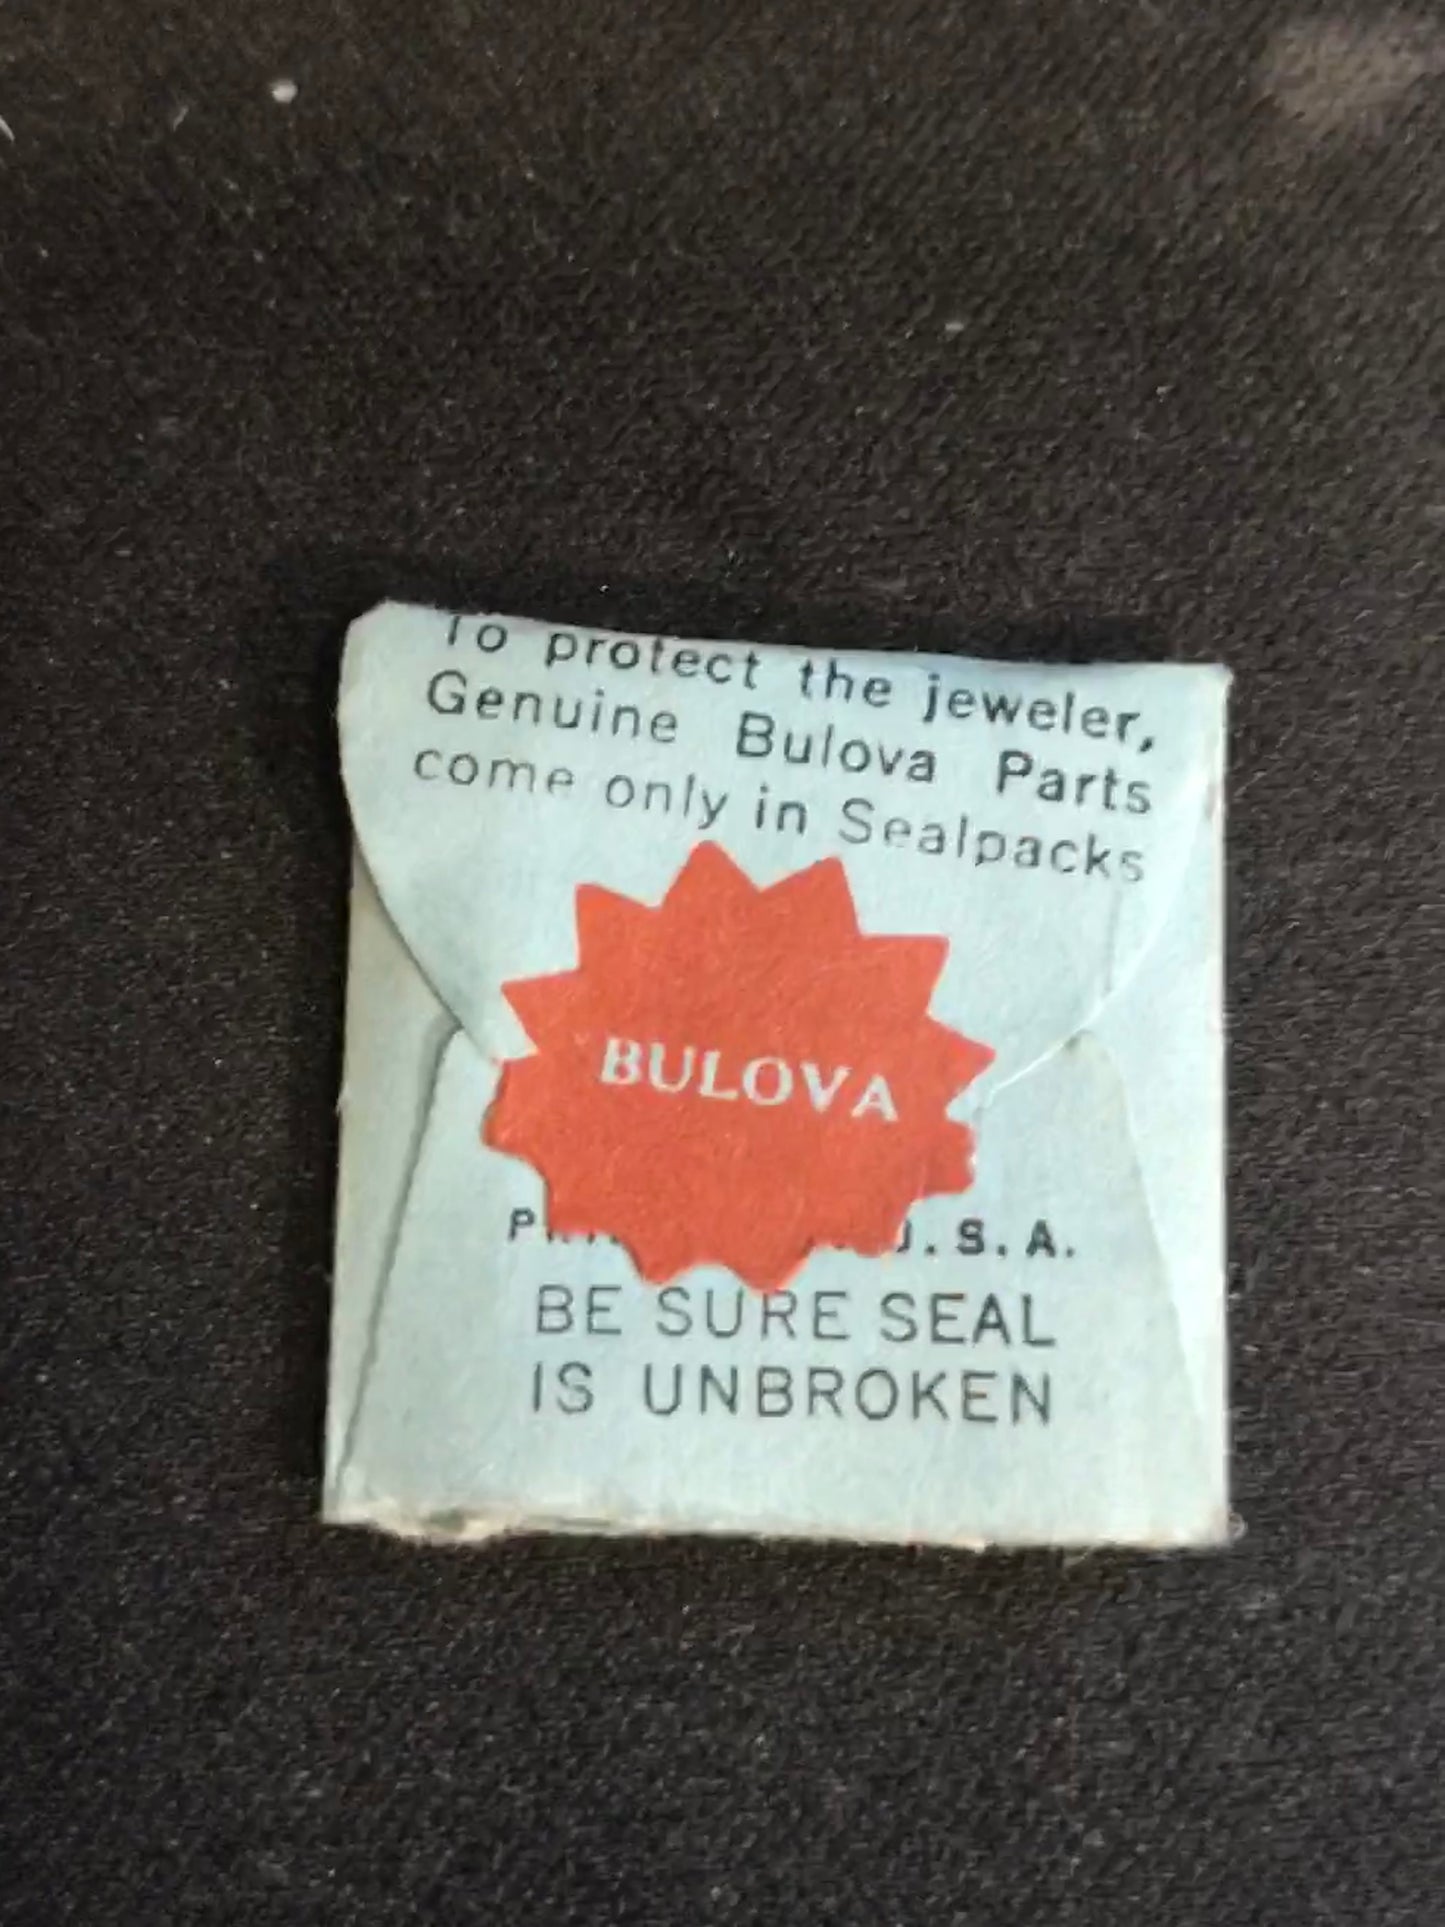 To protect the jeweler,
Genuine Bulova Parts
come only in Sealpacks
BULOVA
U.S.A.
BE SURE SEAL
IS UNBROKEN